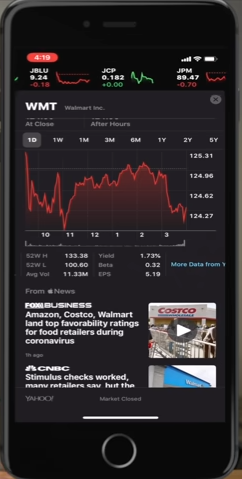 4:19
JBLU JCP JPM
9.24 0.182 89.47
-0.18 +0.00 -0.70
WMT Walmart Inc.
At Close After Hours
1D 1W 1M 3M 6M 1Y 2Y
125.31
124.96
124.62
124.27
10 11 12 1 2 3
52W H 133.38 Yield 1.73%
52W L 100.60 Beta 0.32 More Data from Y
Avg Vol 11.33M EPS 5.19
From News
FOX BUSINESS
Amazon, Costco, Walmart
land top favorability ratings
for food retailers during
coronavirus
1h ago
COSTCO
WHOLESALE
CNBC
Stimulus checks worked,
many retailers say, but the
Walmart
YAHOO! Market Closed